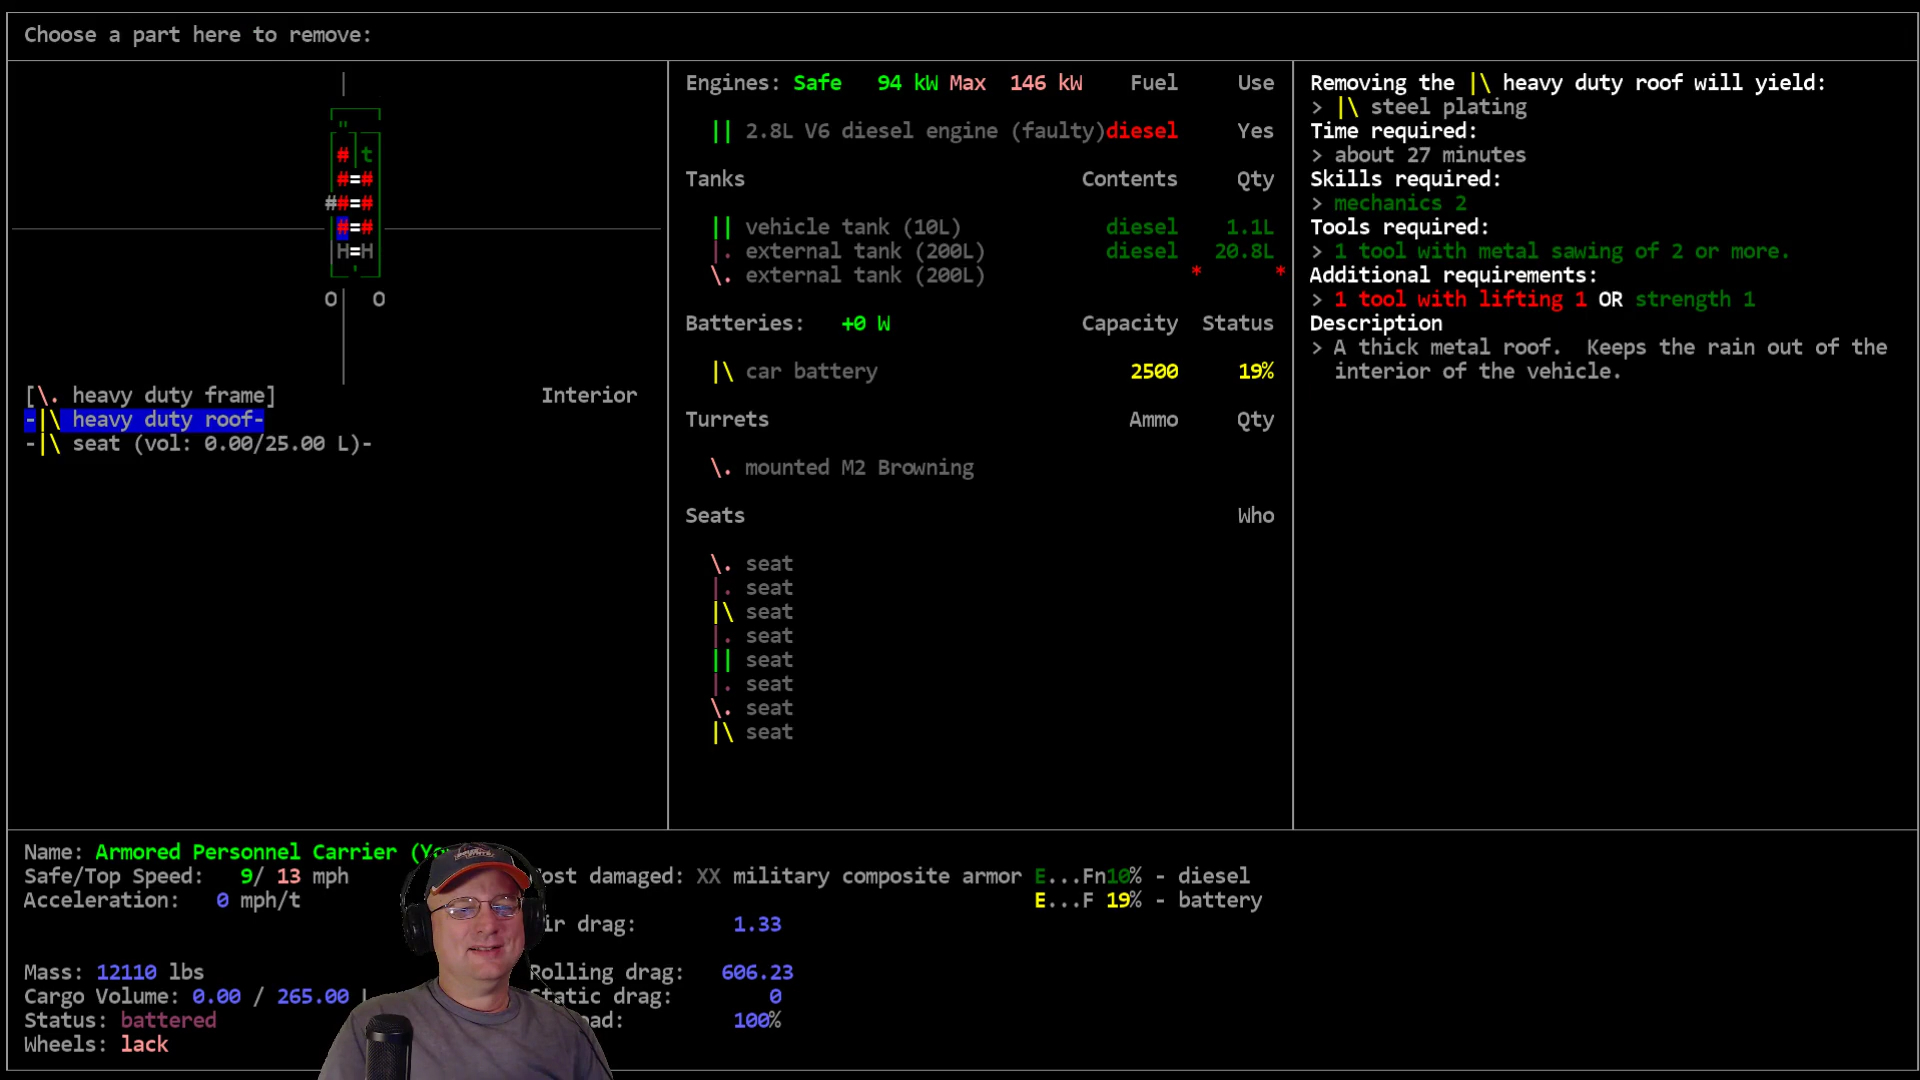 Choose a part here to remove:
[\. heavy duty frame] Interior
-|\ heavy duty roof-
-|\ seat (vol: 0.00/25.00 L)-
Engines: Safe 94 kW Max 146 kW Fuel Use
|| 2.8L V6 diesel engine (faulty)diesel Yes
Tanks Contents Qty
|| vehicle tank (10L) diesel 1.1L
|. external tank (200L) diesel 20.8L
\. external tank (200L) * *
Batteries: +0 W Capacity Status
|\ car battery 2500 19%
Turrets Ammo Qty
\. mounted M2 Browning
Seats Who
\. seat
|. seat
|\ seat
|. seat
|| seat
|. seat
\. seat
|\ seat
Removing the |\ heavy duty roof will yield:
> |\ steel plating
Time required:
> about 27 minutes
Skills required:
> mechanics 2
Tools required:
> 1 tool with metal sawing of 2 or more.
Additional requirements:
> 1 tool with lifting 1 OR strength 1
Description
> A thick metal roof. Keeps the rain out of the
interior of the vehicle.
Name: Armored Personnel Carrier
Safe/Top Speed: 9/ 13 mph
Acceleration: 0 mph/t
Mass: 12110 lbs
Cargo Volume: 0.00 / 265.00
Status: battered
Wheels: lack
damaged: XX military composite armor
drag: 1.33
Rolling drag: 606.23
Static drag: 0
100%
E...Fn10% - diesel
E...F 19% - battery